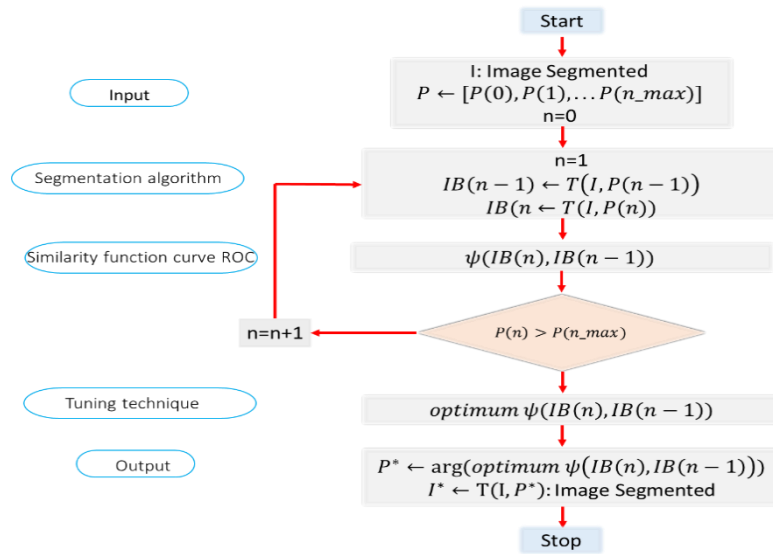 Start
Input
I: Image Segmented
P ← [P(0), P(1), … P(n_max)]
n=0
Segmentation algorithm
n=1
IB(n − 1) ← T(I, P(n − 1))
IB(n ← T(I, P(n))
Similarity function curve ROC
ψ(IB(n), IB(n − 1))
n=n+1
P(n) > P(n_max)
Tuning technique
optimum ψ(IB(n), IB(n − 1))
Output
P* ← arg(optimum ψ(IB(n), IB(n − 1)))
I* ← T(I, P*): Image Segmented
Stop